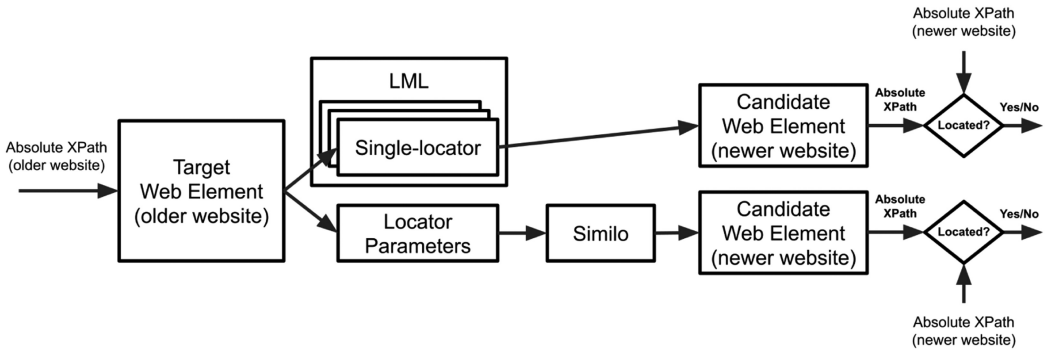 Absolute XPath
(older website)
Target
Web Element
(older website)
LML
Single-locator
Candidate
Web Element
(newer website)
Absolute
XPath
Absolute XPath
(newer website)
Located?
Yes/No
Locator
Parameters
Similo
Candidate
Web Element
(newer website)
Absolute
XPath
Located?
Yes/No
Absolute XPath
(newer website)